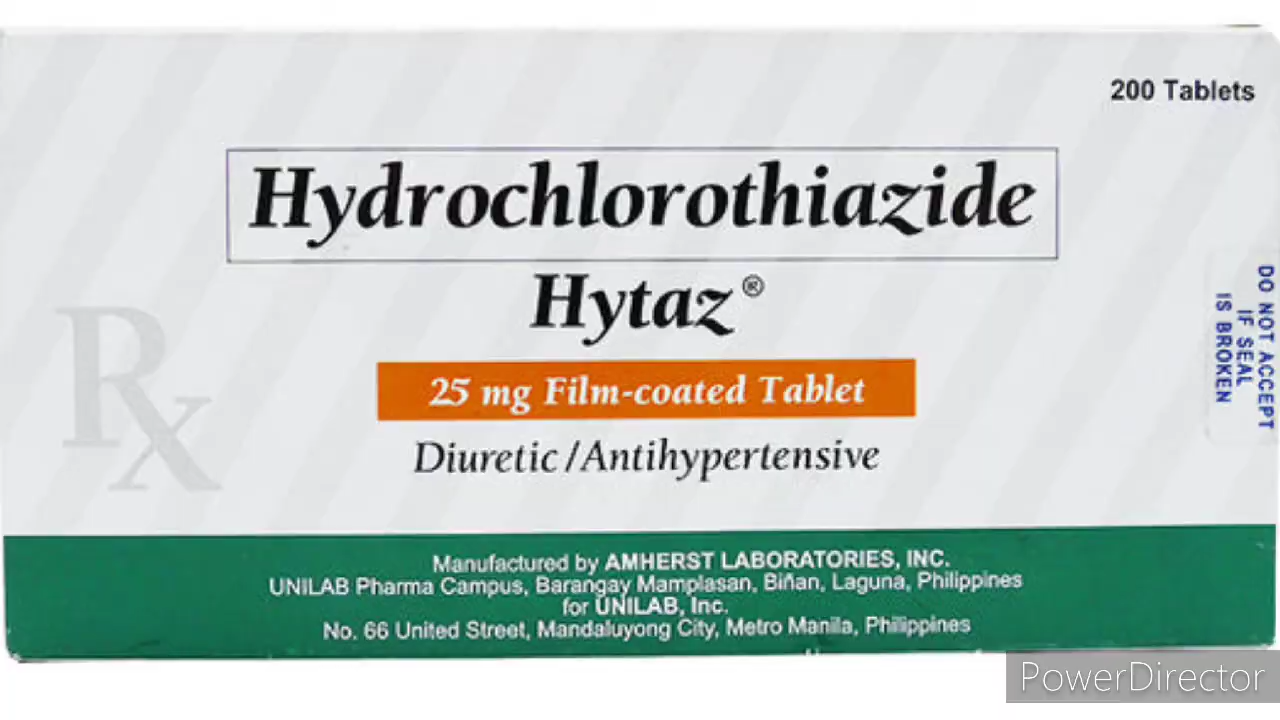 200 Tablets
Hydrochlorothiazide
Hytaz®
25 mg Film-coated Tablet
Diuretic/Antihypertensive
Rx
DO NOT ACCEPT
IF SEAL
IS BROKEN
Manufactured by AMHERST LABORATORIES, INC.
UNILAB Pharma Campus, Barangay Mamplasan, Biñan, Laguna, Philippines
for UNILAB, Inc.
No. 66 United Street, Mandaluyong City, Metro Manila, Philippines
PowerDirector